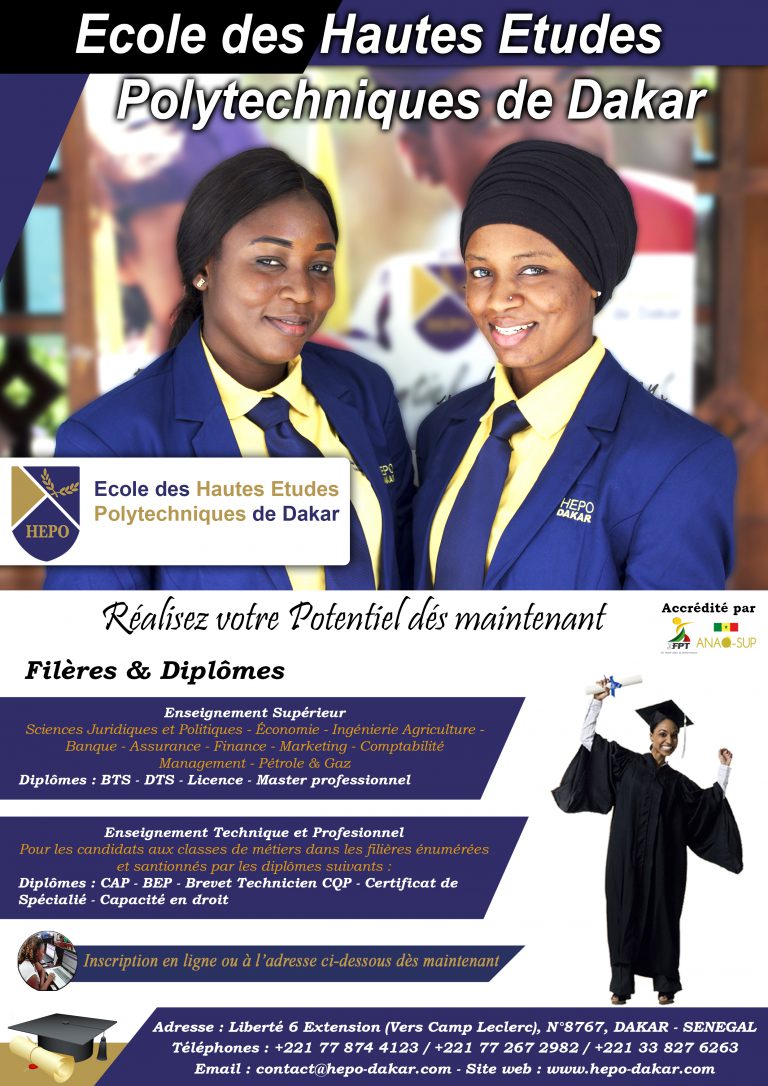 Ecole des Hautes Etudes
Polytechniques de Dakar
HEPO
HEPO
DAKAR
HEPO
Ecole des Hautes Etudes
Polytechniques de Dakar
Réalisez votre Potentiel dés maintenant
Accrédité par
3FPT
ANAQ-SUP
Filères & Diplômes
Enseignement Supérieur
Sciences Juridiques et Politiques - Économie - Ingénierie Agriculture -
Banque - Assurance - Finance - Marketing - Comptabilité
Management - Pétrole & Gaz
Diplômes : BTS - DTS - Licence - Master professionnel
Enseignement Technique et Profesionnel
Pour les candidats aux classes de métiers dans les filières énumérées
et santionnés par les diplômes suivants :
Diplômes : CAP - BEP - Brevet Technicien CQP - Certificat de
Spécialié - Capacité en droit
Inscription en ligne ou à l'adresse ci-dessous dès maintenant
Adresse : Liberté 6 Extension (Vers Camp Leclerc), N°8767, DAKAR - SENEGAL
Téléphones : +221 77 874 4123 / +221 77 267 2982 / +221 33 827 6263
Email : contact@hepo-dakar.com - Site web : www.hepo-dakar.com